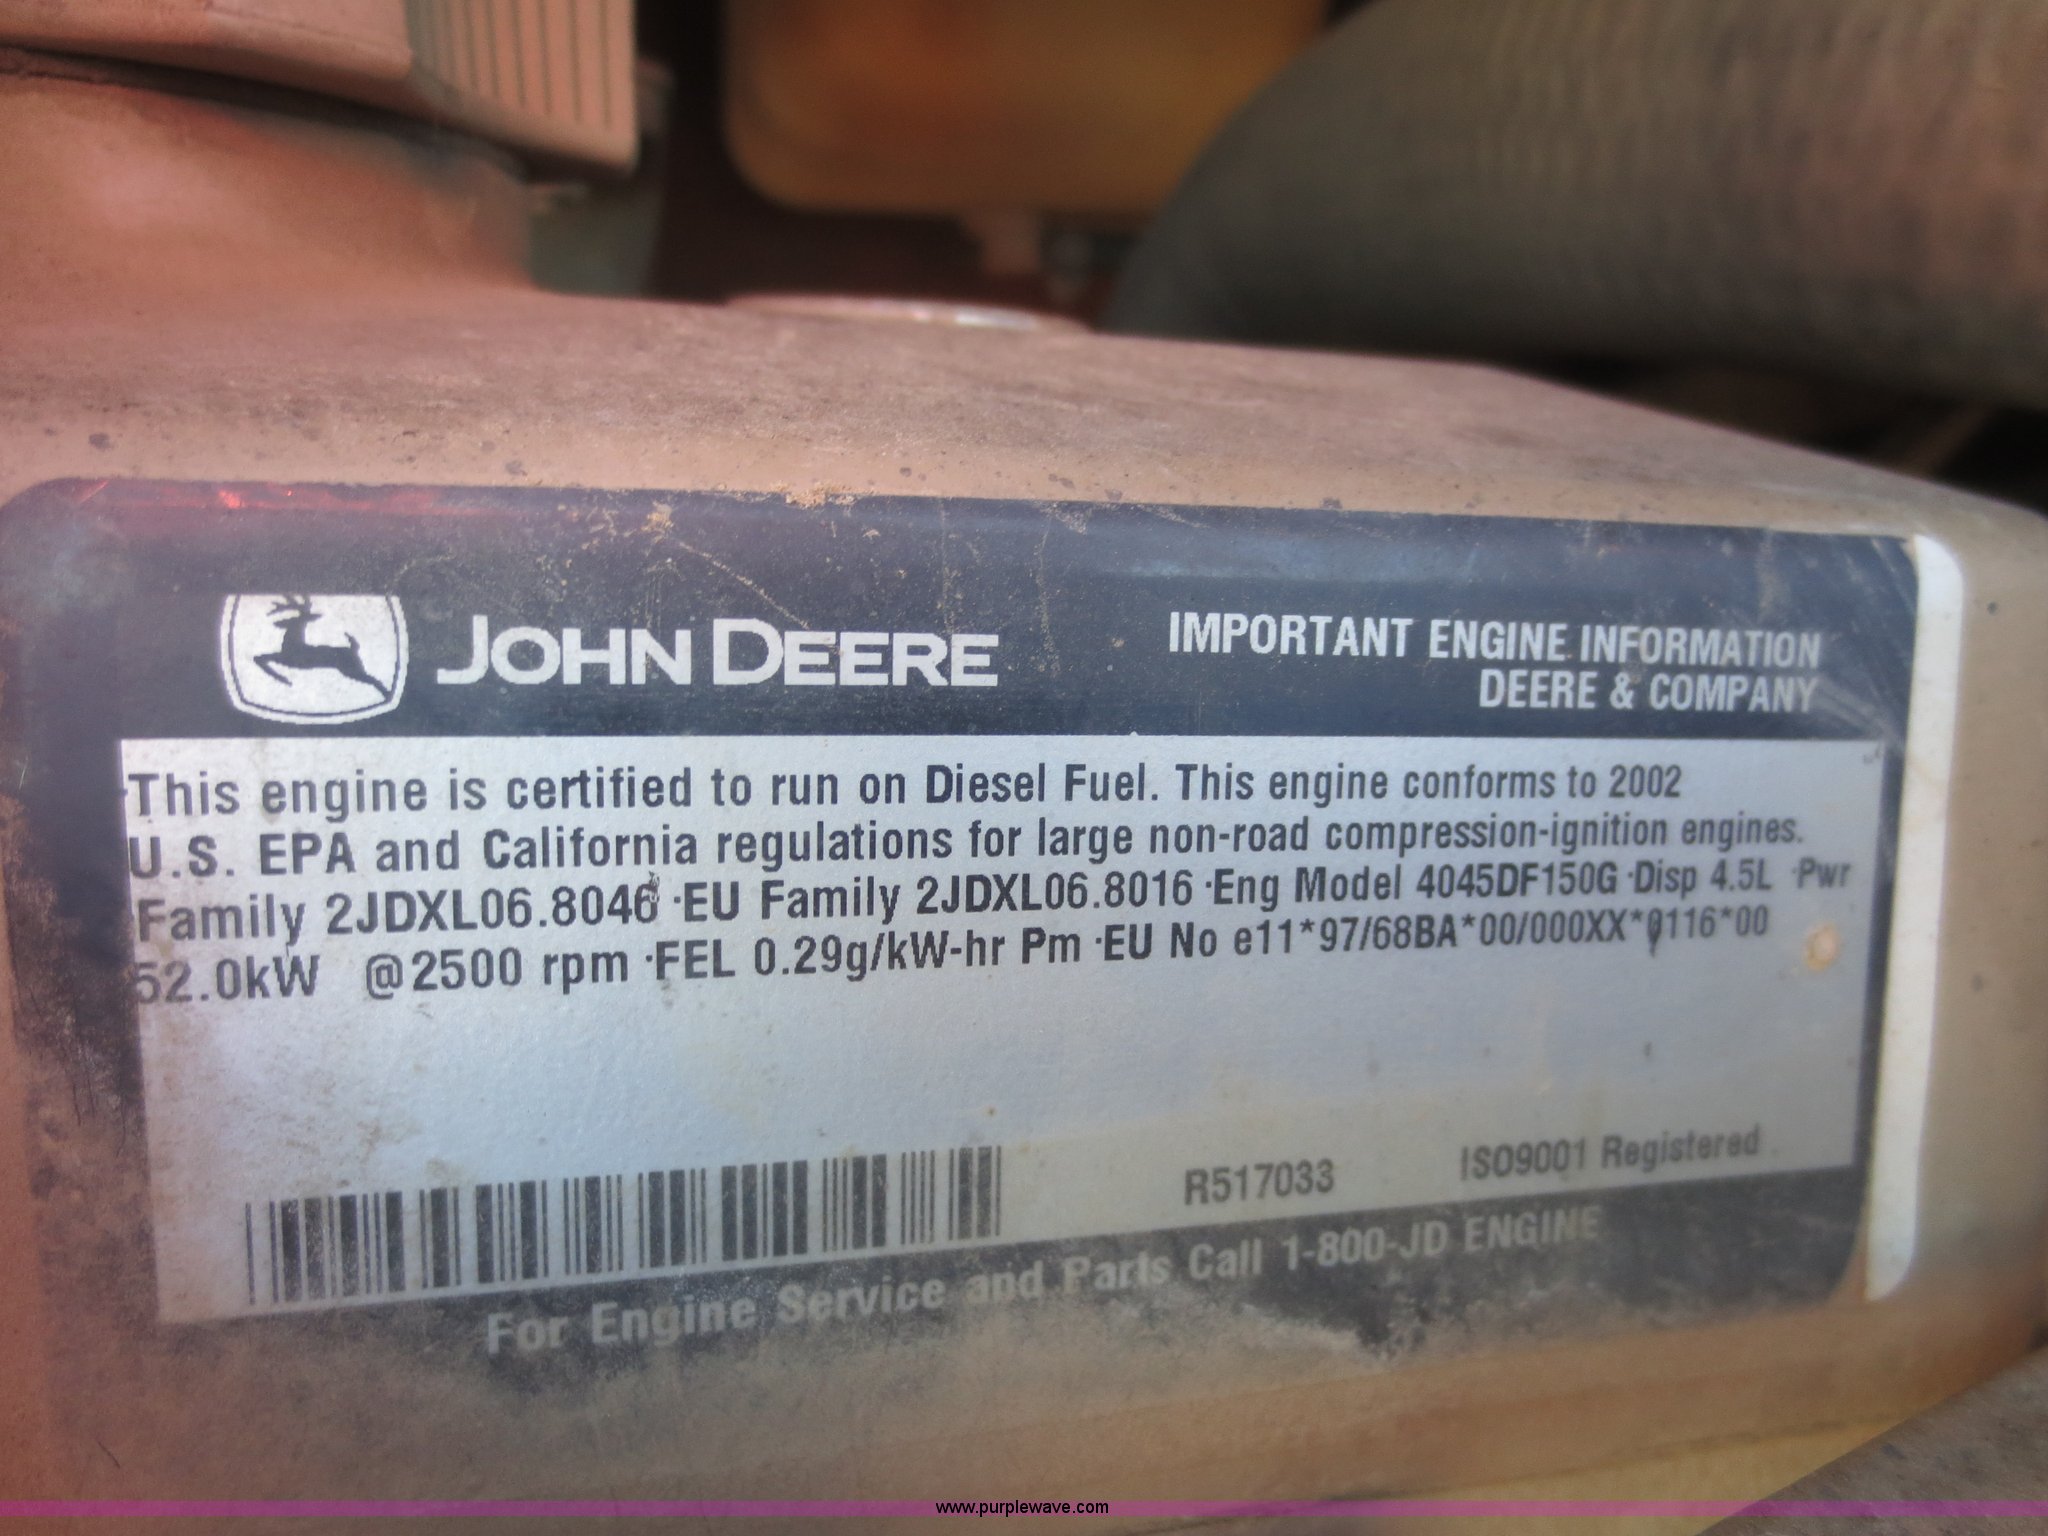 JOHN DEERE
IMPORTANT ENGINE INFORMATION
DEERE & COMPANY
This engine is certified to run on Diesel Fuel. This engine conforms to 2002
U.S. EPA and California regulations for large non-road compression-ignition engines.
Family 2JDXL06.8046 ·EU Family 2JDXL06.8016 ·Eng Model 4045DF150G ·Disp 4.5L ·Pwr
52.0kW @2500 rpm ·FEL 0.29g/kW-hr Pm ·EU No e11*97/68BA*00/000XX*0116*00
R517033
ISO9001 Registered
For Engine Service and Parts Call 1-800-JD ENGINE
www.purplewave.com